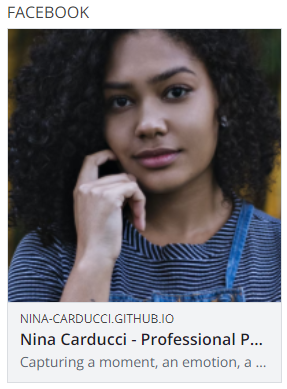 FACEBOOK
NINA-CARDUCCI.GITHUB.IO
Nina Carducci - Professional P...
Capturing a moment, an emotion, a ...